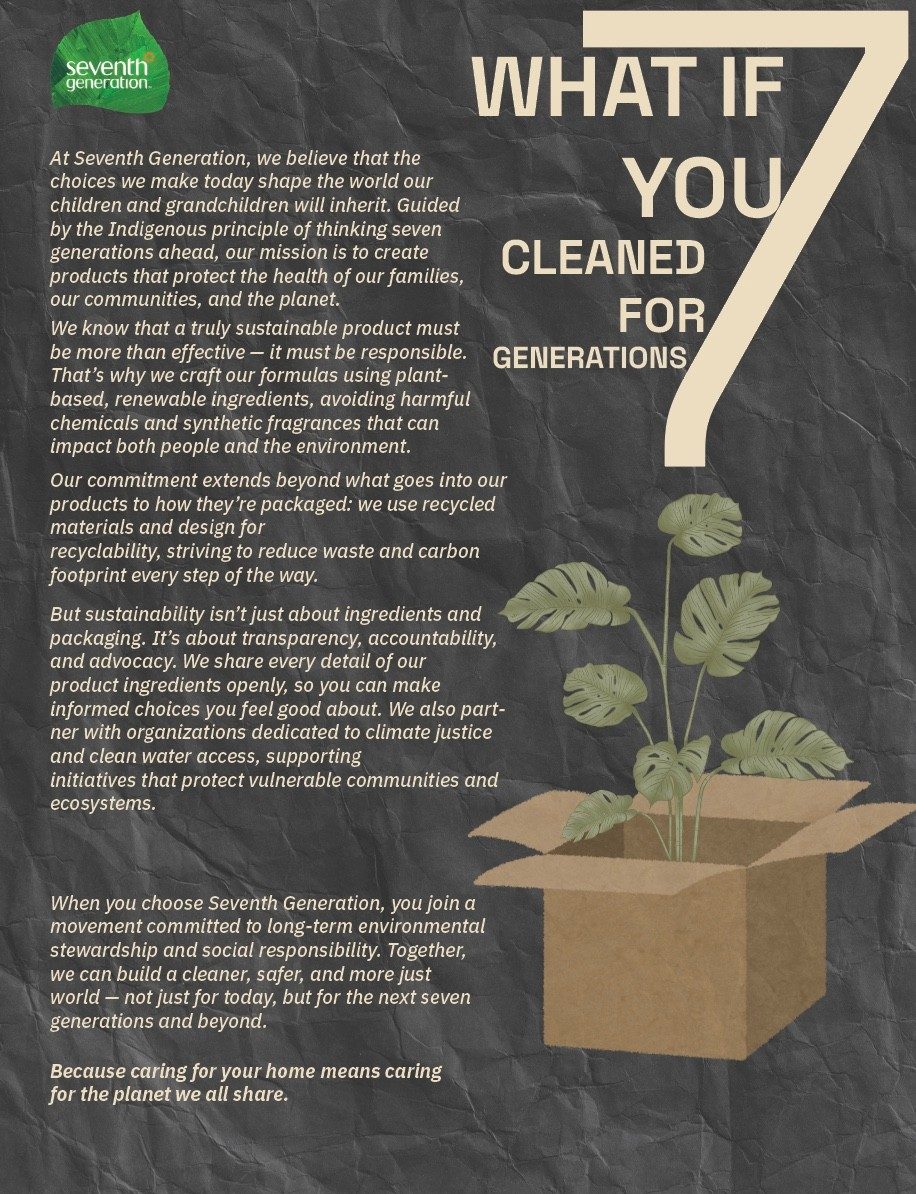 seventh
generation™
WHAT IF
YOU
CLEANED
FOR
GENERATIONS
7
At Seventh Generation, we believe that the
choices we make today shape the world our
children and grandchildren will inherit. Guided
by the Indigenous principle of thinking seven
generations ahead, our mission is to create
products that protect the health of our families,
our communities, and the planet.
We know that a truly sustainable product must
be more than effective — it must be responsible.
That’s why we craft our formulas using plant-
based, renewable ingredients, avoiding harmful
chemicals and synthetic fragrances that can
impact both people and the environment.
Our commitment extends beyond what goes into our
products to how they’re packaged: we use recycled
materials and design for
recyclability, striving to reduce waste and carbon
footprint every step of the way.
But sustainability isn’t just about ingredients and
packaging. It’s about transparency, accountability,
and advocacy. We share every detail of our
product ingredients openly, so you can make
informed choices you feel good about. We also part-
ner with organizations dedicated to climate justice
and clean water access, supporting
initiatives that protect vulnerable communities and
ecosystems.
When you choose Seventh Generation, you join a
movement committed to long-term environmental
stewardship and social responsibility. Together,
we can build a cleaner, safer, and more just
world — not just for today, but for the next seven
generations and beyond.
Because caring for your home means caring
for the planet we all share.